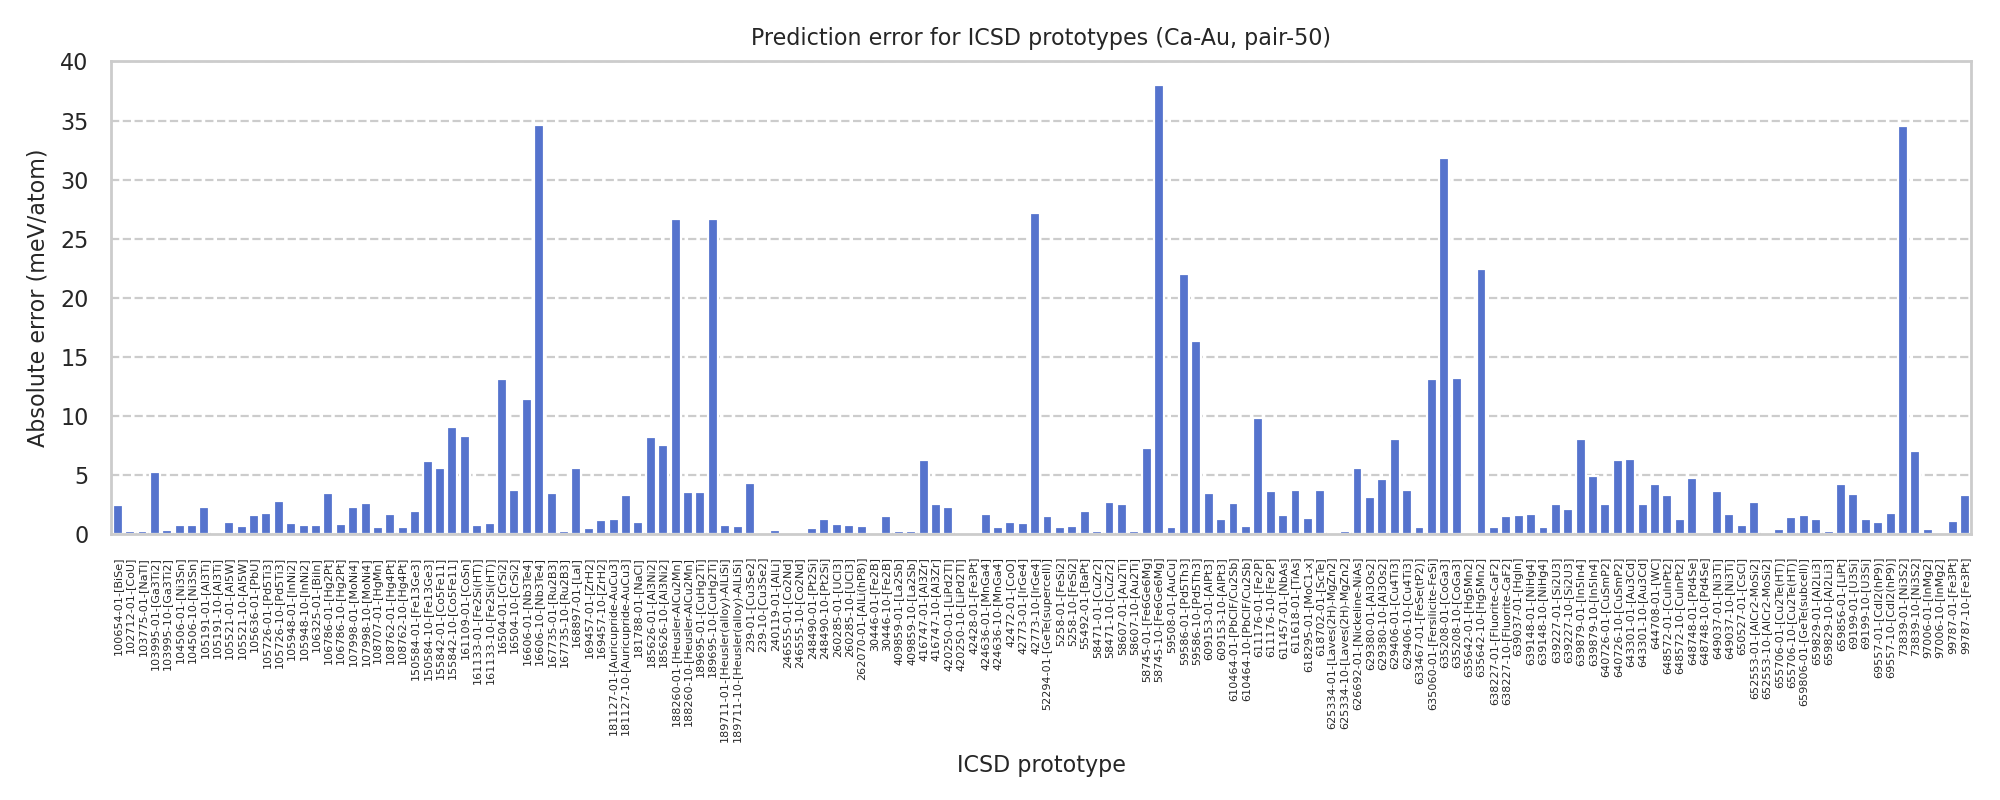 Prediction error for ICSD prototypes (Ca-Au, pair-50)
Absolute error (meV/atom)
40
35
30
25
20
15
10
5
0
100654-01-[BiSe]
102712-01-[CoU]
103775-01-[NaTl]
103995-01-[Ga3Ti2]
103995-10-[Ga3Ti2]
104506-01-[Ni3Sn]
104506-10-[Ni3Sn]
105191-01-[Al3Ti]
105191-10-[Al3Ti]
105521-01-[Al5W]
105521-10-[Al5W]
105636-01-[PbU]
105726-01-[Pd5Ti3]
105726-10-[Pd5Ti3]
105948-01-[InNi2]
105948-10-[InNi2]
106325-01-[BiIn]
106786-01-[Hg2Pt]
106786-10-[Hg2Pt]
107998-01-[MoNi4]
107998-10-[MoNi4]
108707-01-[HgMn]
108762-01-[Hg4Pt]
108762-10-[Hg4Pt]
150584-01-[Fe13Ge3]
150584-10-[Fe13Ge3]
155842-01-[Co5Fe11]
155842-10-[Co5Fe11]
161109-01-[CoSn]
161133-01-[Fe2Si(HT)]
161133-10-[Fe2Si(HT)]
16504-01-[CrSi2]
16504-10-[CrSi2]
16606-01-[Nb3Te4]
16606-10-[Nb3Te4]
167735-01-[Ru2B3]
167735-10-[Ru2B3]
168897-01-[LaI]
169457-01-[ZrH2]
169457-10-[ZrH2]
181127-01-[Auricupride-AuCu3]
181127-10-[Auricupride-AuCu3]
181788-01-[NaCl]
185626-01-[Al3Ni2]
185626-10-[Al3Ni2]
188260-01-[Heusler-AlCu2Mn]
188260-10-[Heusler-AlCu2Mn]
189695-01-[CuHg2Ti]
189695-10-[CuHg2Ti]
189711-01-[Heusler(alloy)-AlLiSi]
189711-10-[Heusler(alloy)-AlLiSi]
239-01-[Cu3Se2]
239-10-[Cu3Se2]
240119-01-[AlLi]
246555-01-[Co2Nd]
246555-10-[Co2Nd]
248490-01-[Pt2Si]
248490-10-[Pt2Si]
260285-01-[UCl3]
260285-10-[UCl3]
262070-01-[AlLi(hP8)]
30446-01-[Fe2B]
30446-10-[Fe2B]
409859-01-[La2Sb]
409859-10-[La2Sb]
416747-01-[Al3Zr]
416747-10-[Al3Zr]
420250-01-[LiPd2Tl]
420250-10-[LiPd2Tl]
42428-01-[Fe3Pt]
424636-01-[MnGa4]
424636-10-[MnGa4]
42472-01-[CoO]
42773-01-[IrGe4]
42773-10-[IrGe4]
52294-01-[GeTe(supercell)]
5258-01-[FeSi2]
5258-10-[FeSi2]
55492-01-[BaPt]
58471-01-[CuZr2]
58471-10-[CuZr2]
58607-01-[Au2Ti]
58607-10-[Au2Ti]
58745-01-[Fe6Ge6Mg]
58745-10-[Fe6Ge6Mg]
59508-01-[AuCu]
59586-01-[Pd5Th3]
59586-10-[Pd5Th3]
609153-01-[AlPt3]
609153-10-[AlPt3]
610464-01-[PbClF/Cu2Sb]
610464-10-[PbClF/Cu2Sb]
611176-01-[Fe2P]
611176-10-[Fe2P]
611457-01-[NbAs]
611618-01-[TiAs]
618295-01-[MoC1-x]
618702-01-[ScTe]
625334-01-[Laves(2H)-MgZn2]
625334-10-[Laves(2H)-MgZn2]
626692-01-[Nickeline-NiAs]
629380-01-[Al3Os2]
629380-10-[Al3Os2]
629406-01-[Cu4Ti3]
629406-10-[Cu4Ti3]
633467-01-[FeSe(tP2)]
635060-01-[Fersilicite-FeSi]
635208-01-[CoGa3]
635208-10-[CoGa3]
635642-01-[Hg5Mn2]
635642-10-[Hg5Mn2]
638227-01-[Fluorite-CaF2]
638227-10-[Fluorite-CaF2]
639037-01-[HgIn]
639148-01-[NiHg4]
639148-10-[NiHg4]
639227-01-[Si2U3]
639227-10-[Si2U3]
639879-01-[In5In4]
639879-10-[In5In4]
640726-01-[CuSmP2]
640726-10-[CuSmP2]
643301-01-[Au3Cd]
643301-10-[Au3Cd]
644708-01-[WC]
648572-01-[CuInPt2]
648572-10-[CuInPt2]
648748-01-[Pd4Se]
648748-10-[Pd4Se]
649037-01-[Ni3Ti]
649037-10-[Ni3Ti]
650527-01-[CsCl]
652553-01-[AlCr2-MoSi2]
652553-10-[AlCr2-MoSi2]
655706-01-[Cu2Te(HT)]
655706-10-[Cu2Te(HT)]
659806-01-[GeTe(subcell)]
659829-01-[Al2Li3]
659829-10-[Al2Li3]
659856-01-[LiPt]
69199-01-[U3Si]
69199-10-[U3Si]
69557-01-[CdI2(hP9)]
69557-10-[CdI2(hP9)]
73839-01-[Ni3S2]
73839-10-[Ni3S2]
97006-01-[InMg2]
97006-10-[InMg2]
99787-01-[Fe3Pt]
99787-10-[Fe3Pt]
ICSD prototype